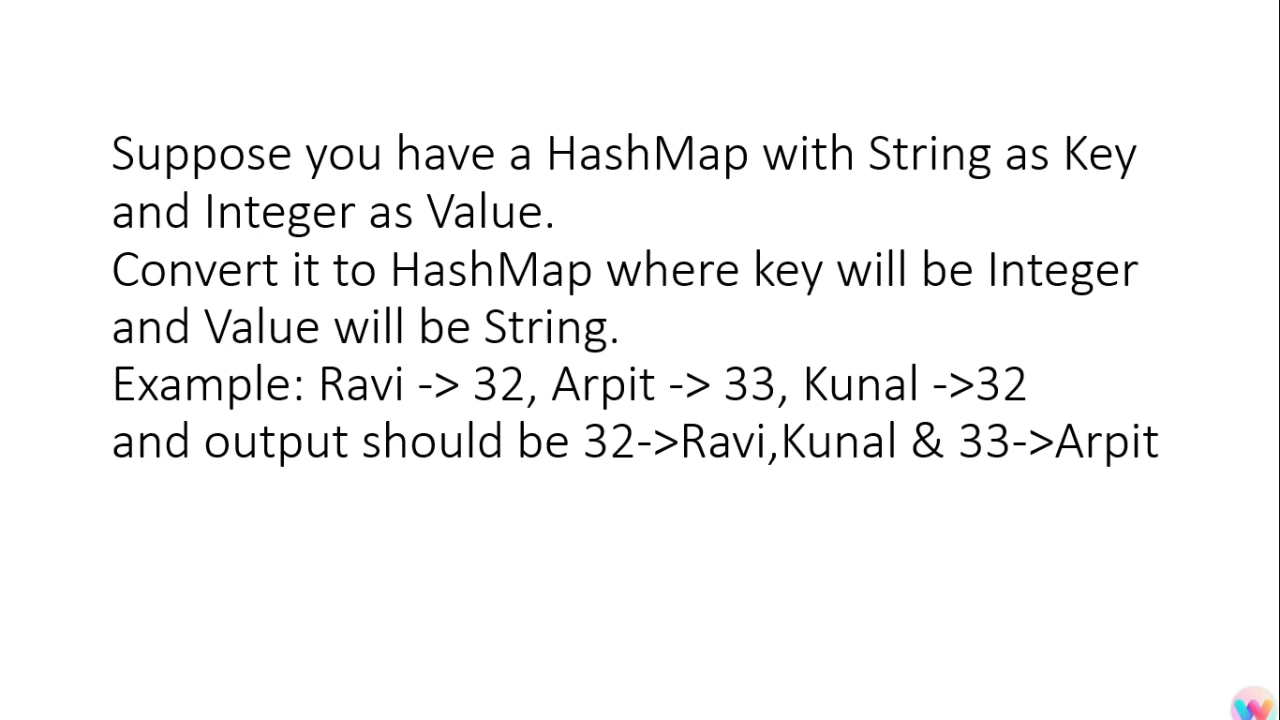 Suppose you have a HashMap with String as Key
and Integer as Value.
Convert it to HashMap where key will be Integer
and Value will be String.
Example: Ravi -> 32, Arpit -> 33, Kunal ->32
and output should be 32->Ravi,Kunal & 33->Arpit